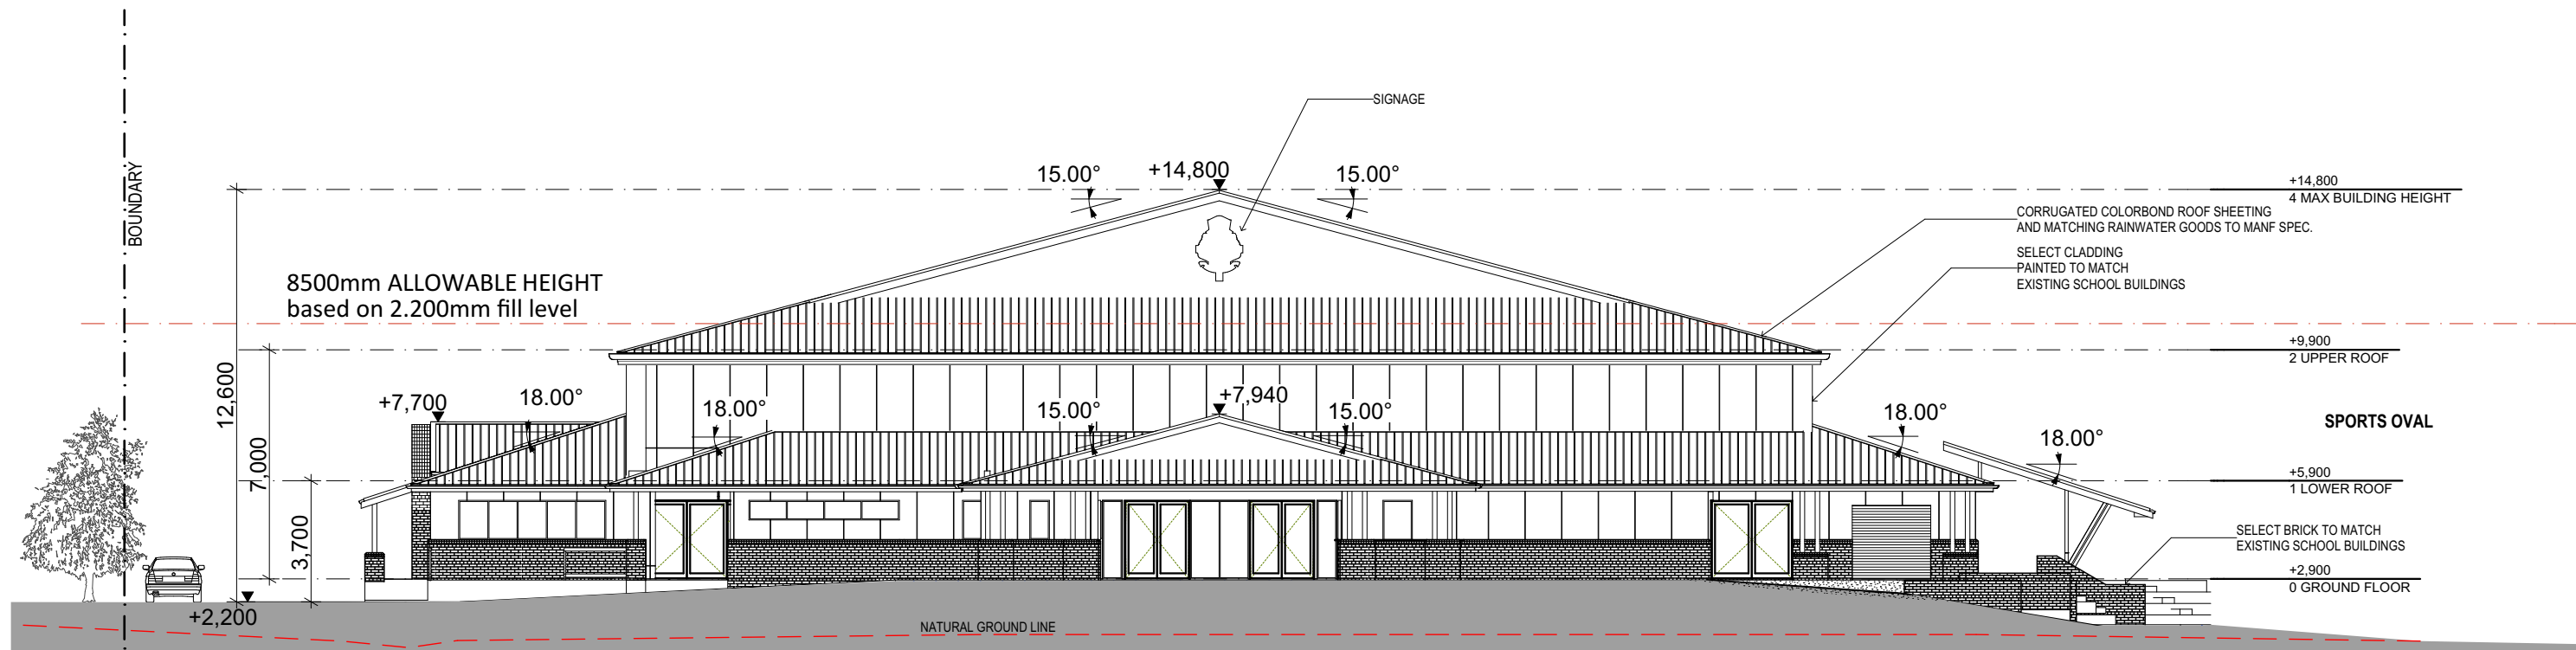 SIGNAGE
BOUNDARY
15.00°
+14,800
15.00°
+14,800
4 MAX BUILDING HEIGHT
CORRUGATED COLORBOND ROOF SHEETING
AND MATCHING RAINWATER GOODS TO MANF SPEC.
SELECT CLADDING
PAINTED TO MATCH
EXISTING SCHOOL BUILDINGS
8500mm ALLOWABLE HEIGHT
based on 2.200mm fill level
+9,900
2 UPPER ROOF
12,600
7,000
3,700
+7,700
18.00°
18.00°
15.00°
+7,940
15.00°
18.00°
18.00°
SPORTS OVAL
+5,900
1 LOWER ROOF
SELECT BRICK TO MATCH
EXISTING SCHOOL BUILDINGS
+2,900
0 GROUND FLOOR
+2,200
NATURAL GROUND LINE